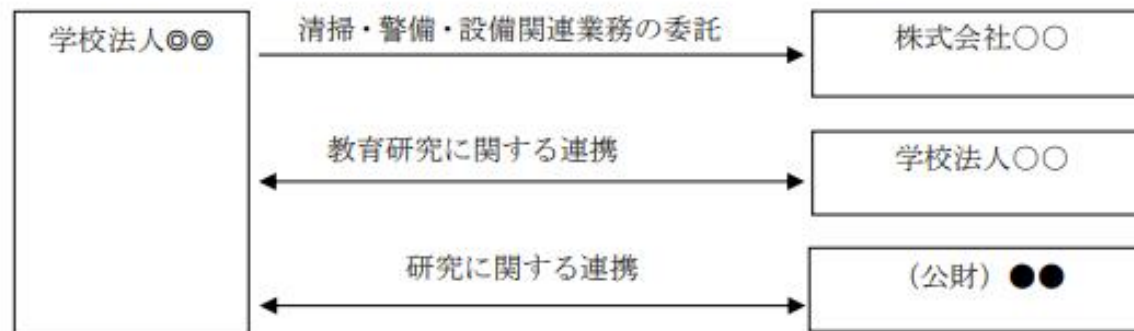 学校法人◎◎
清掃・警備・設備関連業務の委託
株式会社○○
教育研究に関する連携
学校法人○○
研究に関する連携
（公財）●●